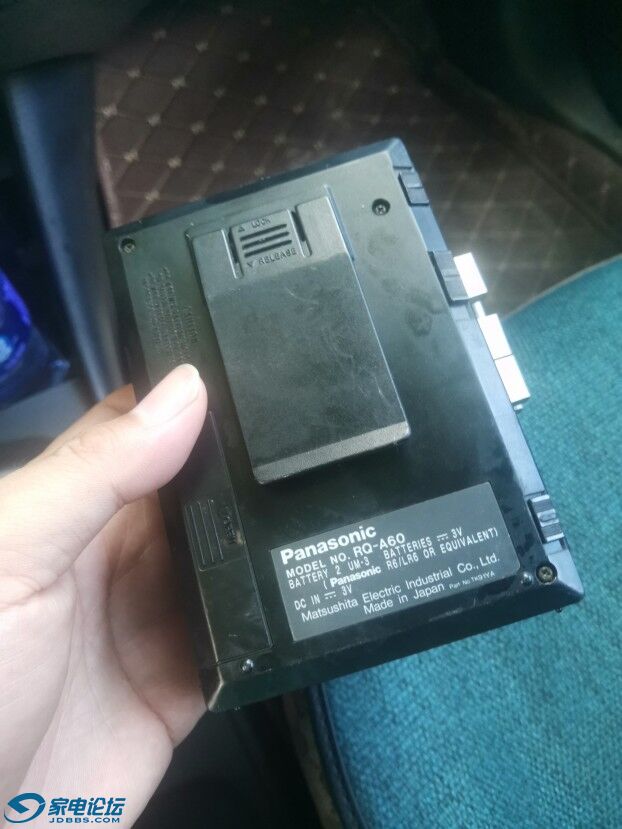 ▲ LOCK
▼ RELEASE
Panasonic
MODEL NO. RQ-A60
BATTERY 2 UM-3 BATTERIES ⎓ 3V
( Panasonic R6/LR6 OR EQUIVALENT)
DC IN ⎓ 3V
Matsushita Electric Industrial Co., Ltd.
Made in Japan
家电论坛
JDBBS.COM